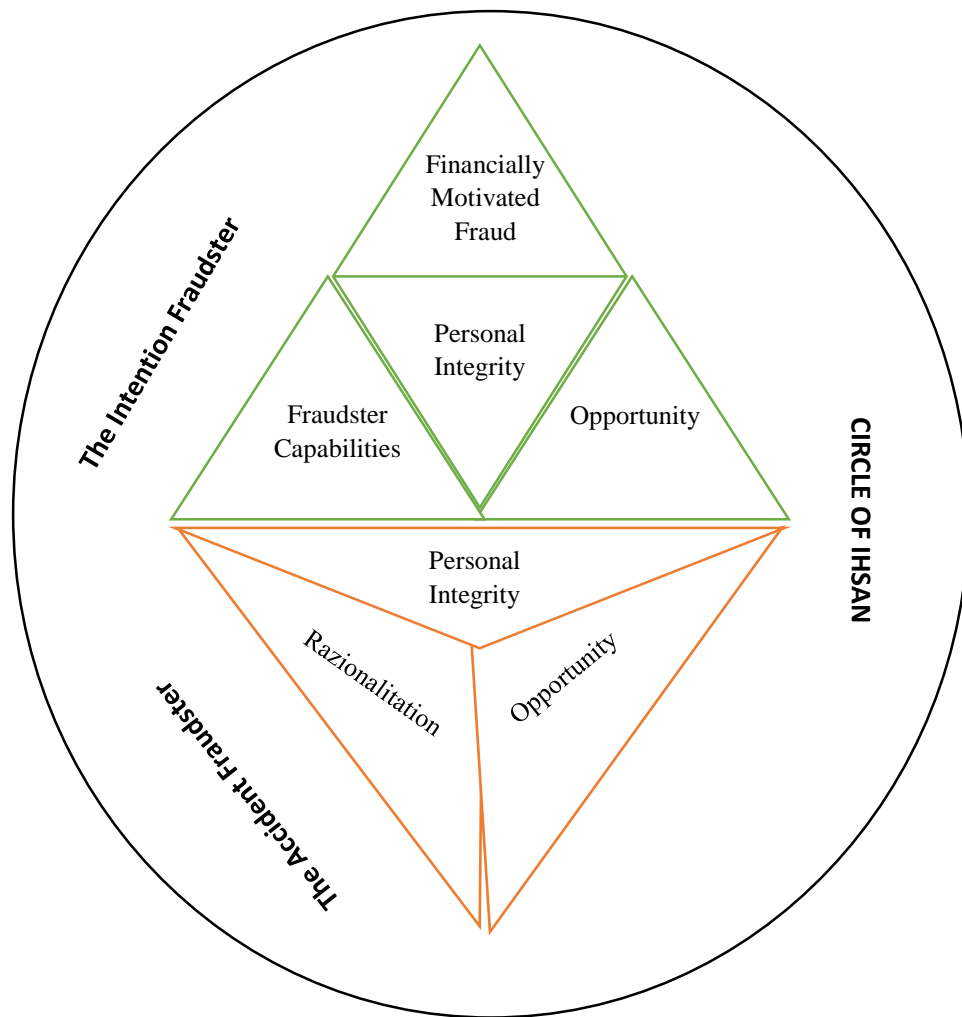 Financially
Motivated
Fraud
The Intention Fraudster
Personal
Integrity
Fraudster
Capabilities
Opportunity
CIRCLE OF IHSAN
Personal
Integrity
Razionalitation
Opportunity
The Accident Fraudster